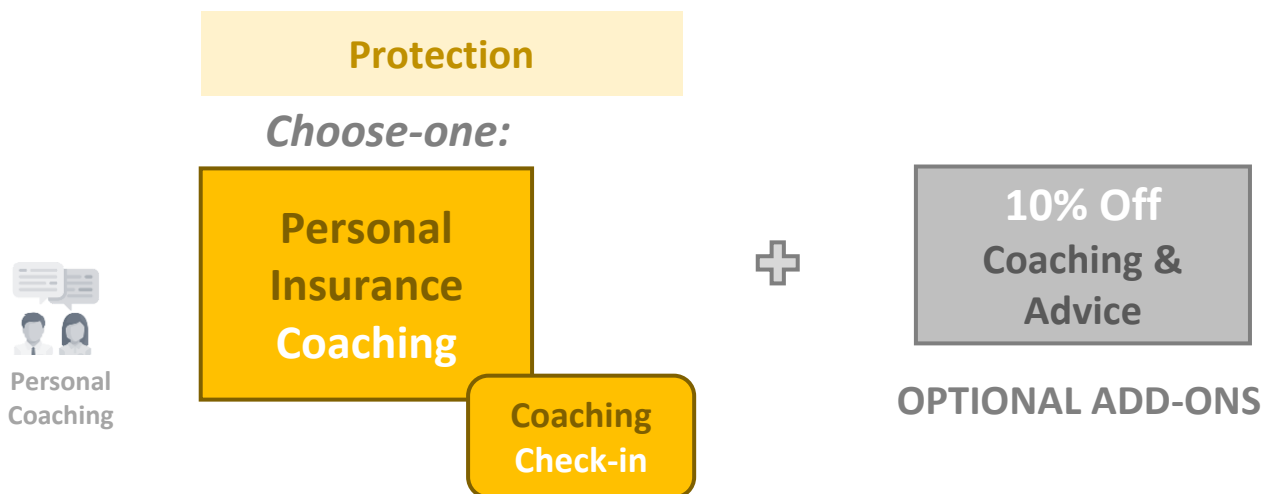 Protection
Choose-one:
Personal
Insurance
Coaching
Coaching
Check-in
Personal
Coaching
10% Off
Coaching &
Advice
OPTIONAL ADD-ONS